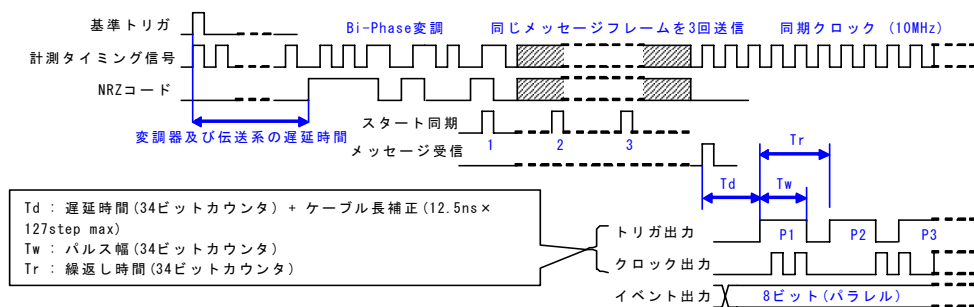 基準トリガ
Bi-Phase変調
同じメッセージフレームを3回送信
同期クロック (10MHz)
計測タイミング信号
NRZコード
変調器及び伝送系の遅延時間
スタート同期
1
2
3
メッセージ受信
Tr
Td
Tw
Td : 遅延時間(34ビットカウンタ) + ケーブル長補正(12.5ns×
127step max)
Tw : パルス幅(34ビットカウンタ)
Tr : 繰返し時間(34ビットカウンタ)
トリガ出力
P1
P2
P3
クロック出力
イベント出力
8ビット(パラレル)